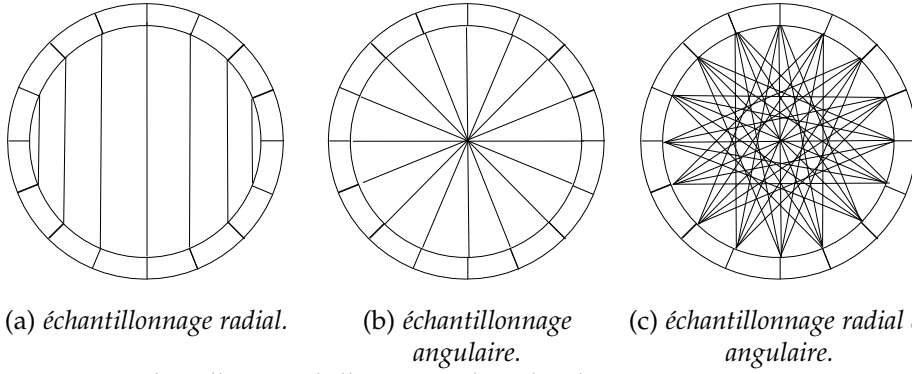 (a) échantillonnage radial.
(b) échantillonnage
angulaire.
(c) échantillonnage radial
angulaire.